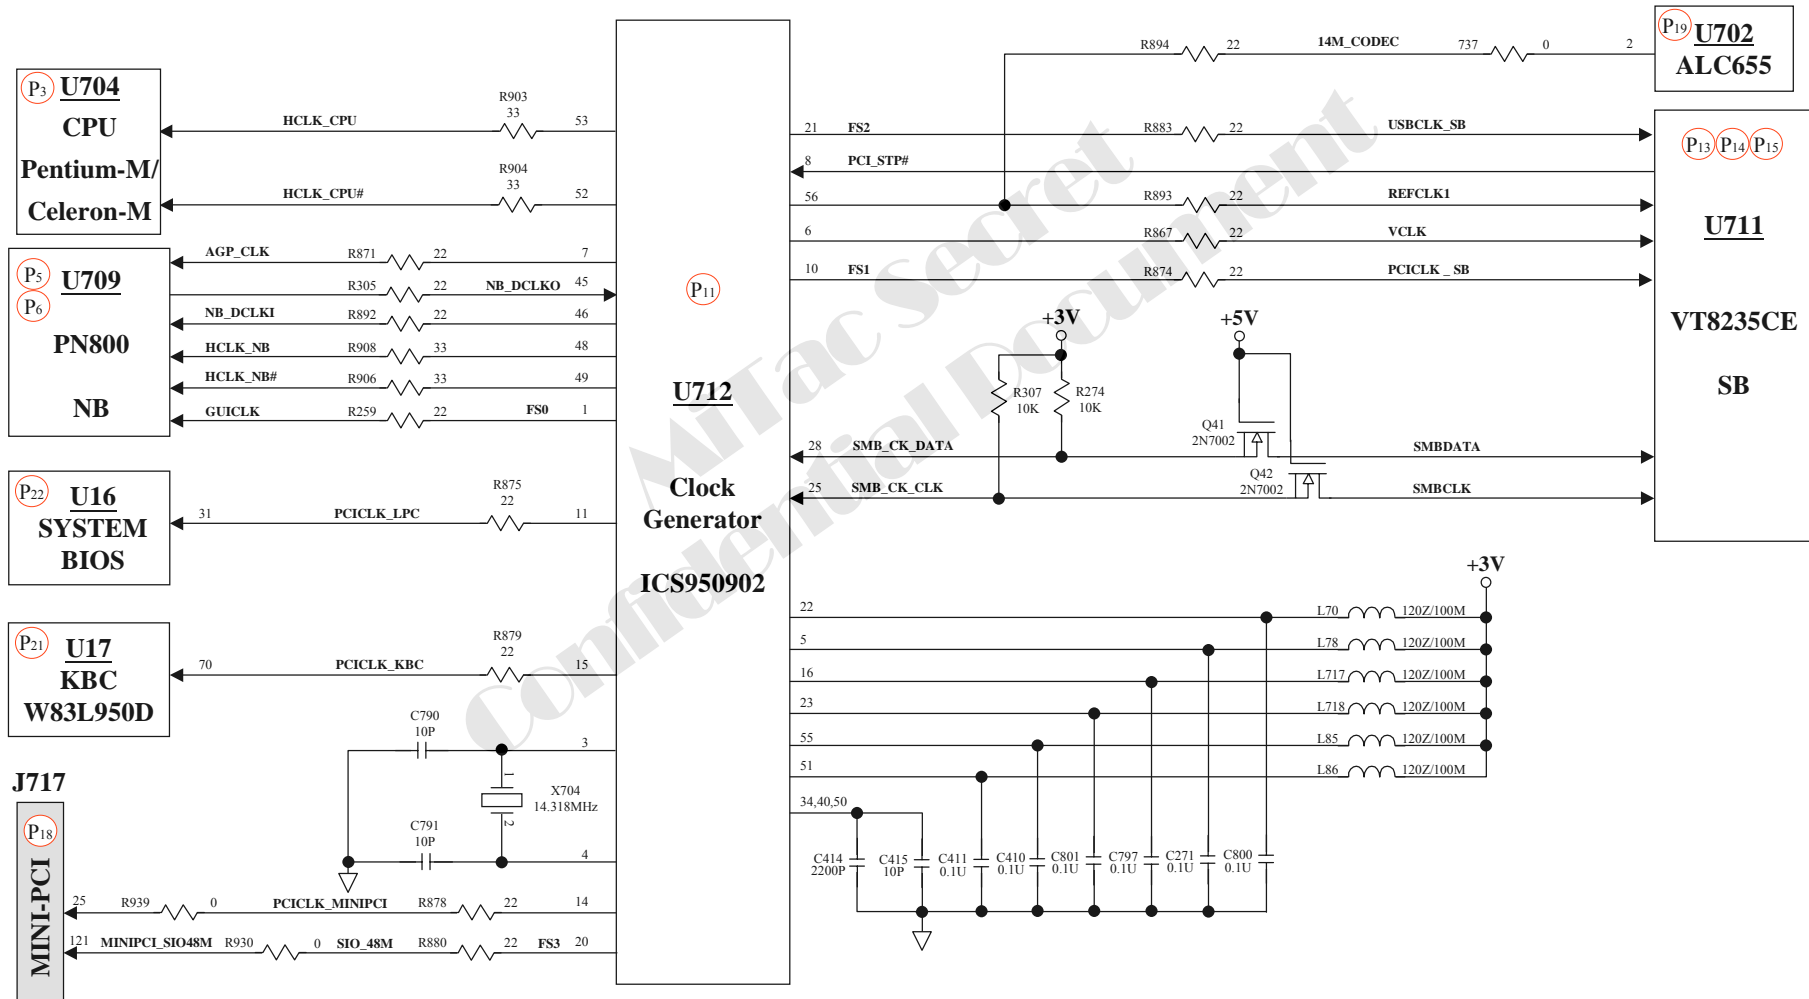 P3 U704
CPU
Pentium-M/
Celeron-M
HCLK_CPU
R903
33
53
HCLK_CPU#
R904
33
52
P5 U709
P6
PN800
NB
AGP_CLK R871 22 7
R305 22 NB_DCLKO 45
NB_DCLKI R892 22 46
HCLK_NB R908 33 48
HCLK_NB# R906 33 49
GUICLK R259 22 FS0 1
P22 U16
SYSTEM
BIOS
31 PCICLK_LPC
R875
22
11
P21 U17
KBC
W83L950D
70 PCICLK_KBC
R879
22
15
C790
10P
3
1
X704
14.318MHz
2
C791
10P
4
J717
P18
MINI-PCI
25 R939 0 PCICLK_MINIPCI R878 22 14
121 MINIPCI_SIO48M R930 0 SIO_48M R880 22 FS3 20
P11
U712
Clock
Generator
ICS950902
R894 22 14M_CODEC 737 0 2
P19 U702
ALC655
21 FS2 R883 22 USBCLK_SB
8 PCI_STP#
56 R893 22 REFCLK1
6 R867 22 VCLK
10 FS1 R874 22 PCICLK_SB
P13 P14 P15
U711
VT8235CE
SB
+3V
+5V
R307
10K
R274
10K
Q41
2N7002
Q42
2N7002
28 SMB_CK_DATA SMBDATA
25 SMB_CK_CLK SMBCLK
+3V
22 L70 120Z/100M
5 L78 120Z/100M
16 L717 120Z/100M
23 L718 120Z/100M
55 L85 120Z/100M
51 L86 120Z/100M
34,40,50
C414
2200P
C415
10P
C411
0.1U
C410
0.1U
C801
0.1U
C797
0.1U
C271
0.1U
C800
0.1U
MiTac Secret
Confidential Document